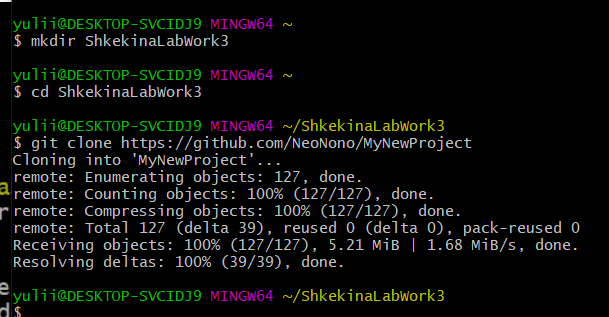 yulii@DESKTOP-SVCIDJ9 MINGW64 ~
$ mkdir ShkekinaLabWork3
yulii@DESKTOP-SVCIDJ9 MINGW64 ~
$ cd ShkekinaLabWork3
yulii@DESKTOP-SVCIDJ9 MINGW64 ~/ShkekinaLabWork3
$ git clone https://github.com/NeoNono/MyNewProject
Cloning into 'MyNewProject'...
remote: Enumerating objects: 127, done.
remote: Counting objects: 100% (127/127), done.
remote: Compressing objects: 100% (127/127), done.
remote: Total 127 (delta 39), reused 0 (delta 0), pack-reused 0
Receiving objects: 100% (127/127), 5.21 MiB | 1.68 MiB/s, done.
Resolving deltas: 100% (39/39), done.
yulii@DESKTOP-SVCIDJ9 MINGW64 ~/ShkekinaLabWork3
$